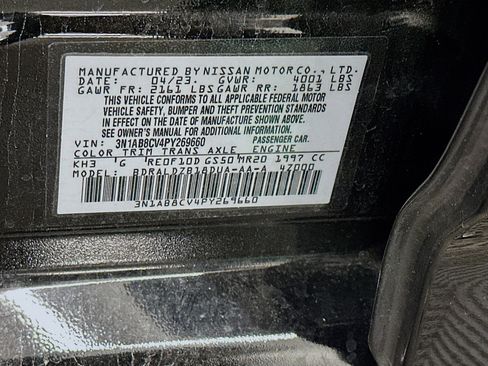 MANUFACTURED BY NISSAN MOTOR CO., LTD.
DATE: 04/23. GVWR: 4001 LBS
GAWR FR: 2161 LBS GAWR RR: 1863 LBS
THIS VEHICLE CONFORMS TO ALL APPLICABLE FEDERAL MOTOR
VEHICLE SAFETY, BUMPER AND THEFT PREVENTION STANDARDS
IN EFFECT ON THE DATE OF MANUFACTURE SHOWN ABOVE.
SEE OWNER'S MANUAL ADDITIONAL INFO.
VIN: 3N1AB8CV4PY269660 PASSENGER CAR
COLOR TRIM TRANS AXLE ENGINE
KH3 G RE0F10D GS50 MR20 1997 CC
MODEL: BDRALDZB18DUA-AA-A 47000
3N1AB8CV4PY269660